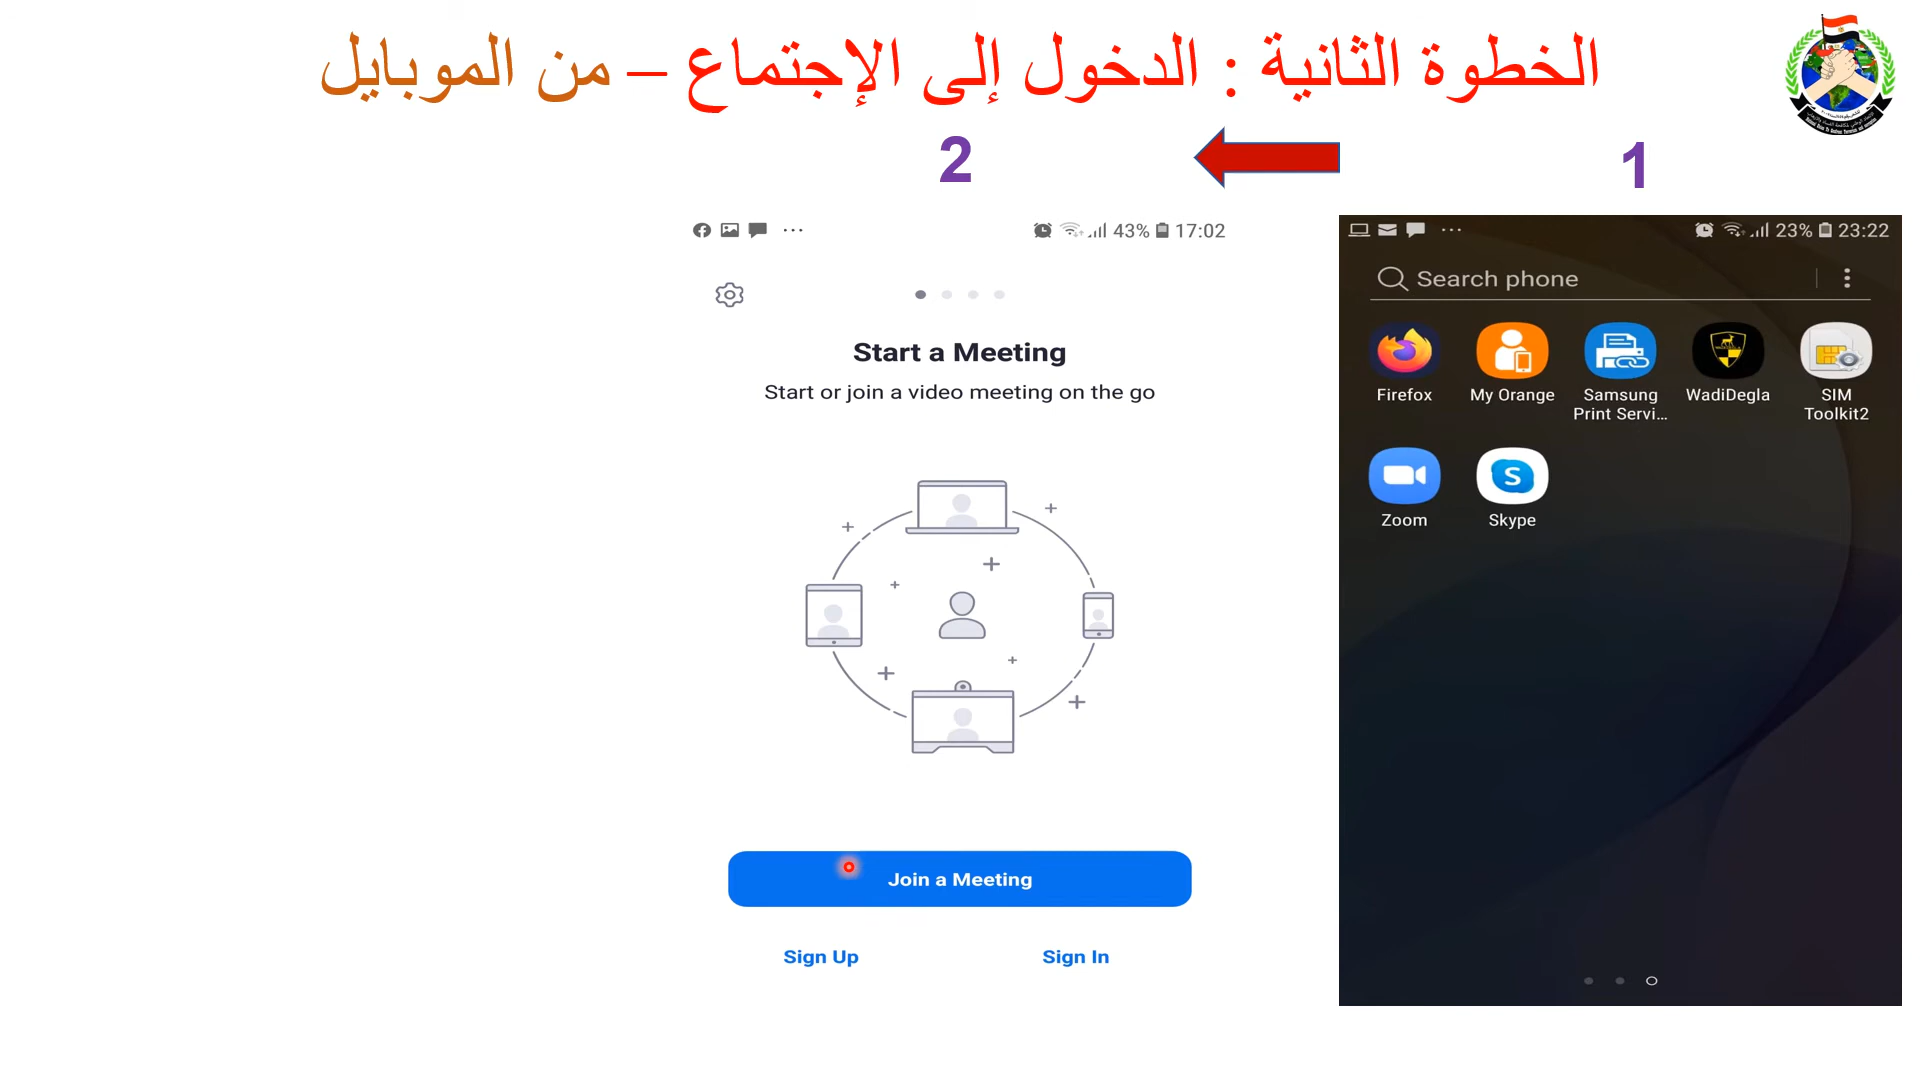 الخطوة الثانية : الدخول إلى الإجتماع – من الموبايل
1
2
23% 23:22
Search phone
Firefox
My Orange
Samsung Print Servi...
WadiDegla
SIM Toolkit2
Zoom
Skype
43% 17:02
Start a Meeting
Start or join a video meeting on the go
Join a Meeting
Sign Up
Sign In